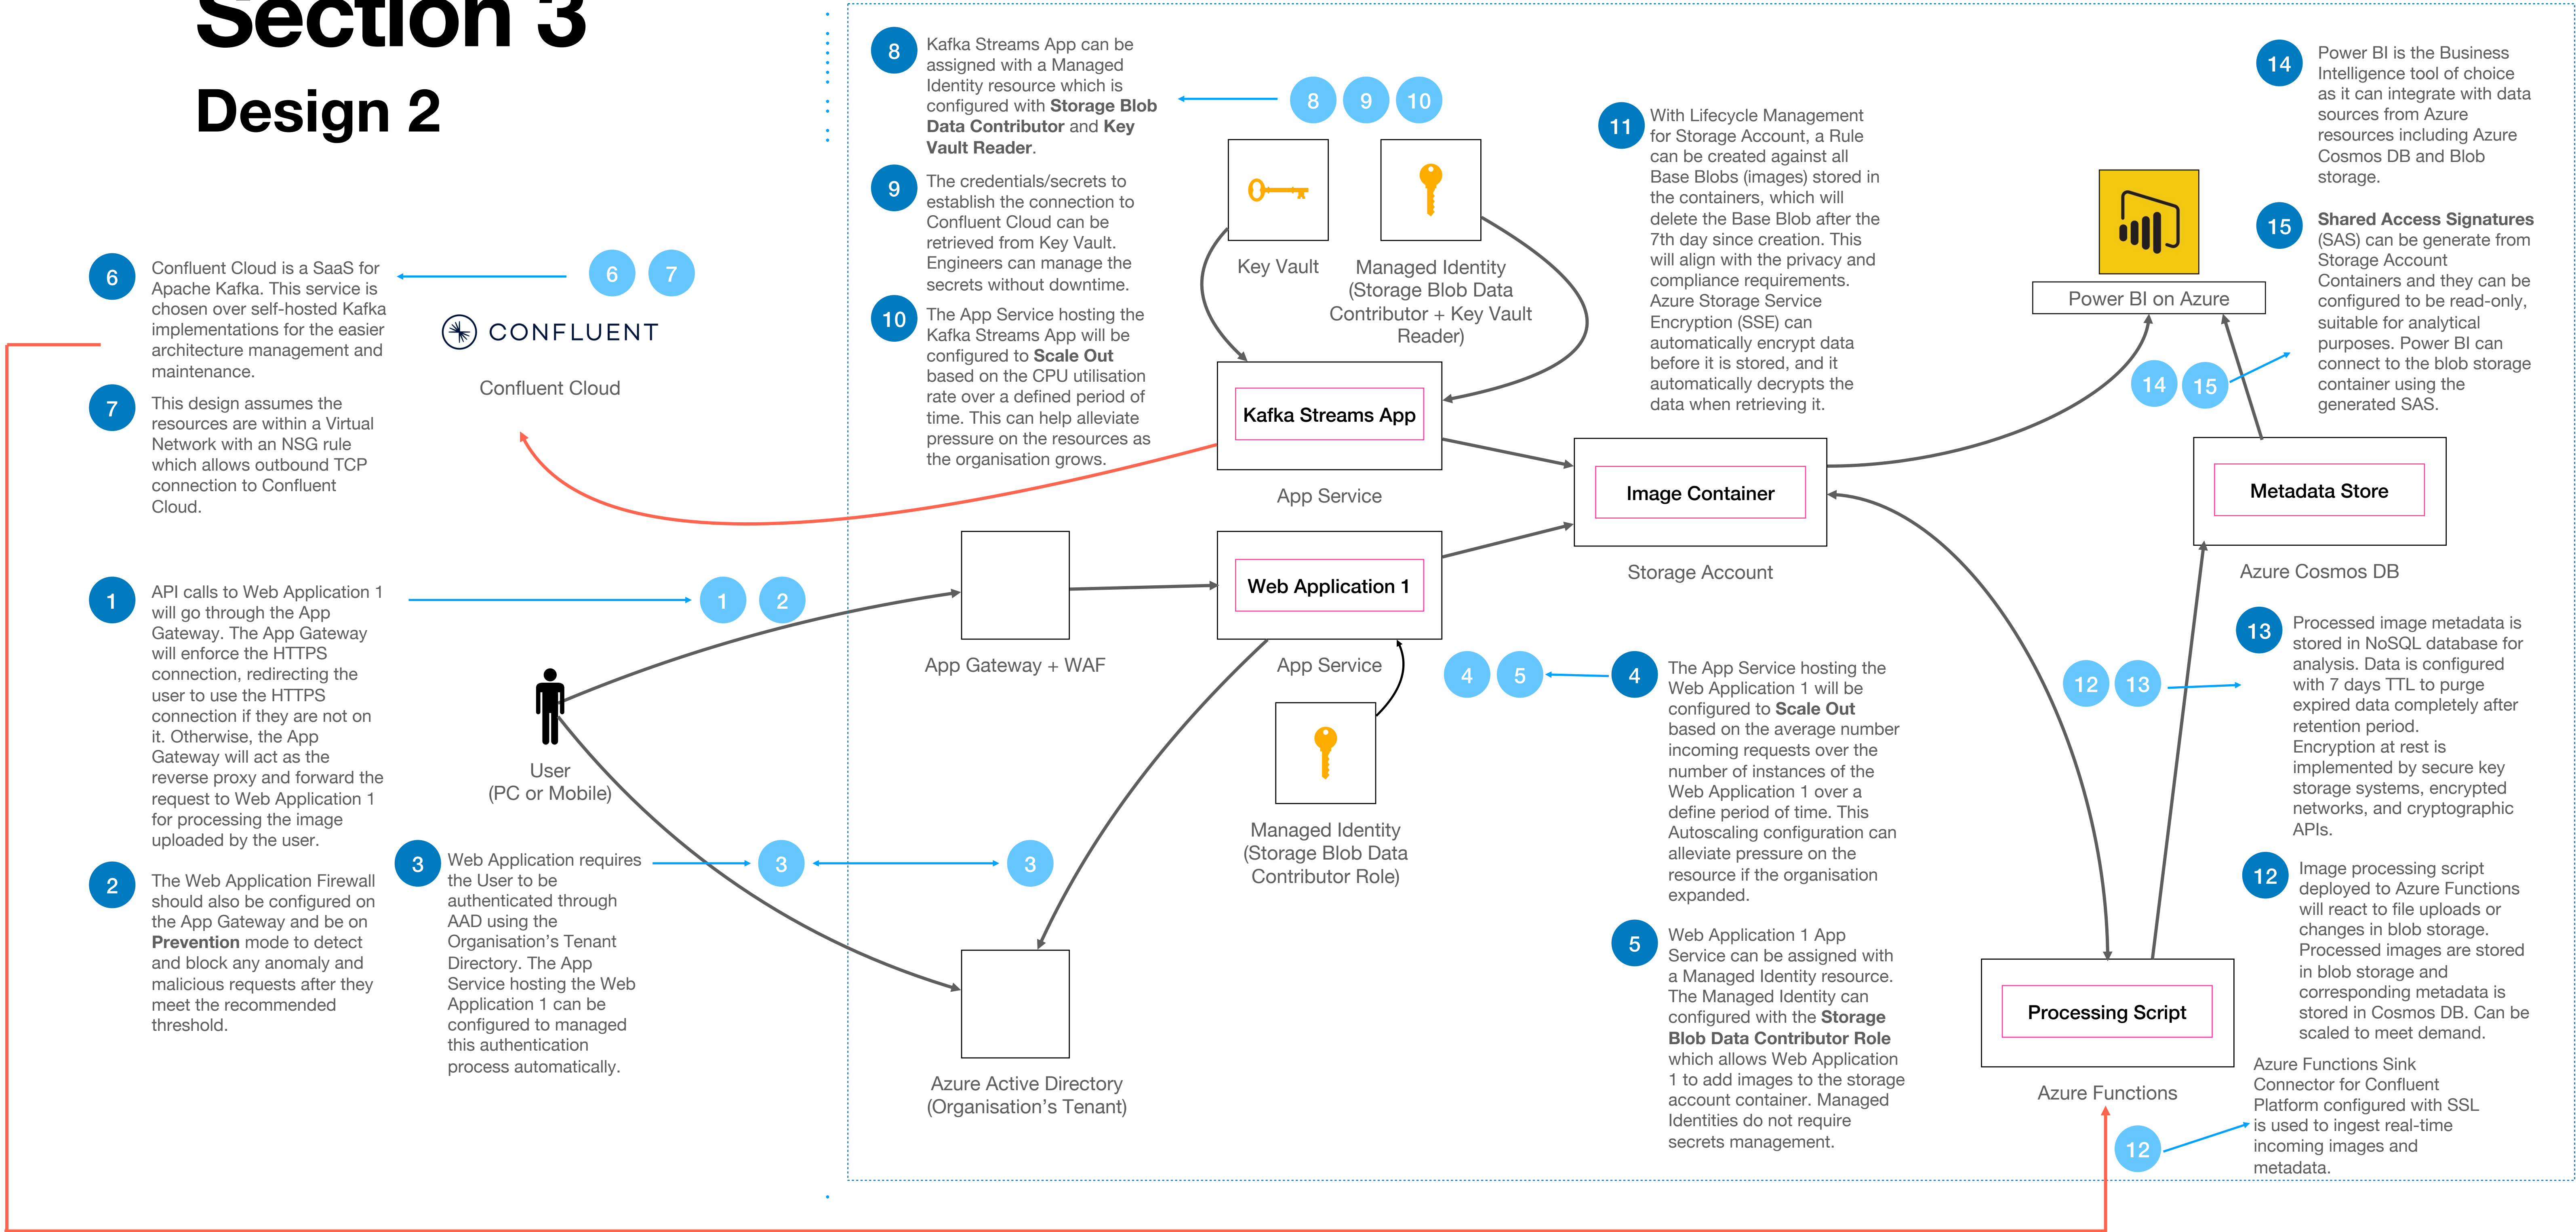 Section 3
Design 2
6
Confluent Cloud is a SaaS for
Apache Kafka. This service is
chosen over self-hosted Kafka
implementations for the easier
architecture management and
maintenance.
7
This design assumes the
resources are within a Virtual
Network with an NSG rule
which allows outbound TCP
connection to Confluent
Cloud.
6 7
CONFLUENT
Confluent Cloud
1
API calls to Web Application 1
will go through the App
Gateway. The App Gateway
will enforce the HTTPS
connection, redirecting the
user to use the HTTPS
connection if they are not on
it. Otherwise, the App
Gateway will act as the
reverse proxy and forward the
request to Web Application 1
for processing the image
uploaded by the user.
2
The Web Application Firewall
should also be configured on
the App Gateway and be on
Prevention mode to detect
and block any anomaly and
malicious requests after they
meet the recommended
threshold.
1 2
User
(PC or Mobile)
3
Web Application requires
the User to be
authenticated through
AAD using the
Organisation's Tenant
Directory. The App
Service hosting the Web
Application 1 can be
configured to managed
this authentication
process automatically.
3
3
8
Kafka Streams App can be
assigned with a Managed
Identity resource which is
configured with Storage Blob
Data Contributor and Key
Vault Reader.
9
The credentials/secrets to
establish the connection to
Confluent Cloud can be
retrieved from Key Vault.
Engineers can manage the
secrets without downtime.
10
The App Service hosting the
Kafka Streams App will be
configured to Scale Out
based on the CPU utilisation
rate over a defined period of
time. This can help alleviate
pressure on the resources as
the organisation grows.
8 9 10
Key Vault
Managed Identity
(Storage Blob Data
Contributor + Key Vault
Reader)
Kafka Streams App
App Service
App Gateway + WAF
Web Application 1
App Service
Managed Identity
(Storage Blob Data
Contributor Role)
Azure Active Directory
(Organisation's Tenant)
11
With Lifecycle Management
for Storage Account, a Rule
can be created against all
Base Blobs (images) stored in
the containers, which will
delete the Base Blob after the
7th day since creation. This
will align with the privacy and
compliance requirements.
Azure Storage Service
Encryption (SSE) can
automatically encrypt data
before it is stored, and it
automatically decrypts the
data when retrieving it.
Image Container
Storage Account
4 5
4
The App Service hosting the
Web Application 1 will be
configured to Scale Out
based on the average number
incoming requests over the
number of instances of the
Web Application 1 over a
define period of time. This
Autoscaling configuration can
alleviate pressure on the
resource if the organisation
expanded.
5
Web Application 1 App
Service can be assigned with
a Managed Identity resource.
The Managed Identity can
configured with the Storage
Blob Data Contributor Role
which allows Web Application
1 to add images to the storage
account container. Managed
Identities do not require
secrets management.
14
Power BI is the Business
Intelligence tool of choice
as it can integrate with data
sources from Azure
resources including Azure
Cosmos DB and Blob
storage.
15
Shared Access Signatures
(SAS) can be generate from
Storage Account
Containers and they can be
configured to be read-only,
suitable for analytical
purposes. Power BI can
connect to the blob storage
container using the
generated SAS.
Power BI on Azure
14 15
Metadata Store
Azure Cosmos DB
12 13
13
Processed image metadata is
stored in NoSQL database for
analysis. Data is configured
with 7 days TTL to purge
expired data completely after
retention period.
Encryption at rest is
implemented by secure key
storage systems, encrypted
networks, and cryptographic
APIs.
12
Image processing script
deployed to Azure Functions
will react to file uploads or
changes in blob storage.
Processed images are stored
in blob storage and
corresponding metadata is
stored in Cosmos DB. Can be
scaled to meet demand.
Processing Script
Azure Functions
12
Azure Functions Sink
Connector for Confluent
Platform configured with SSL
is used to ingest real-time
incoming images and
metadata.